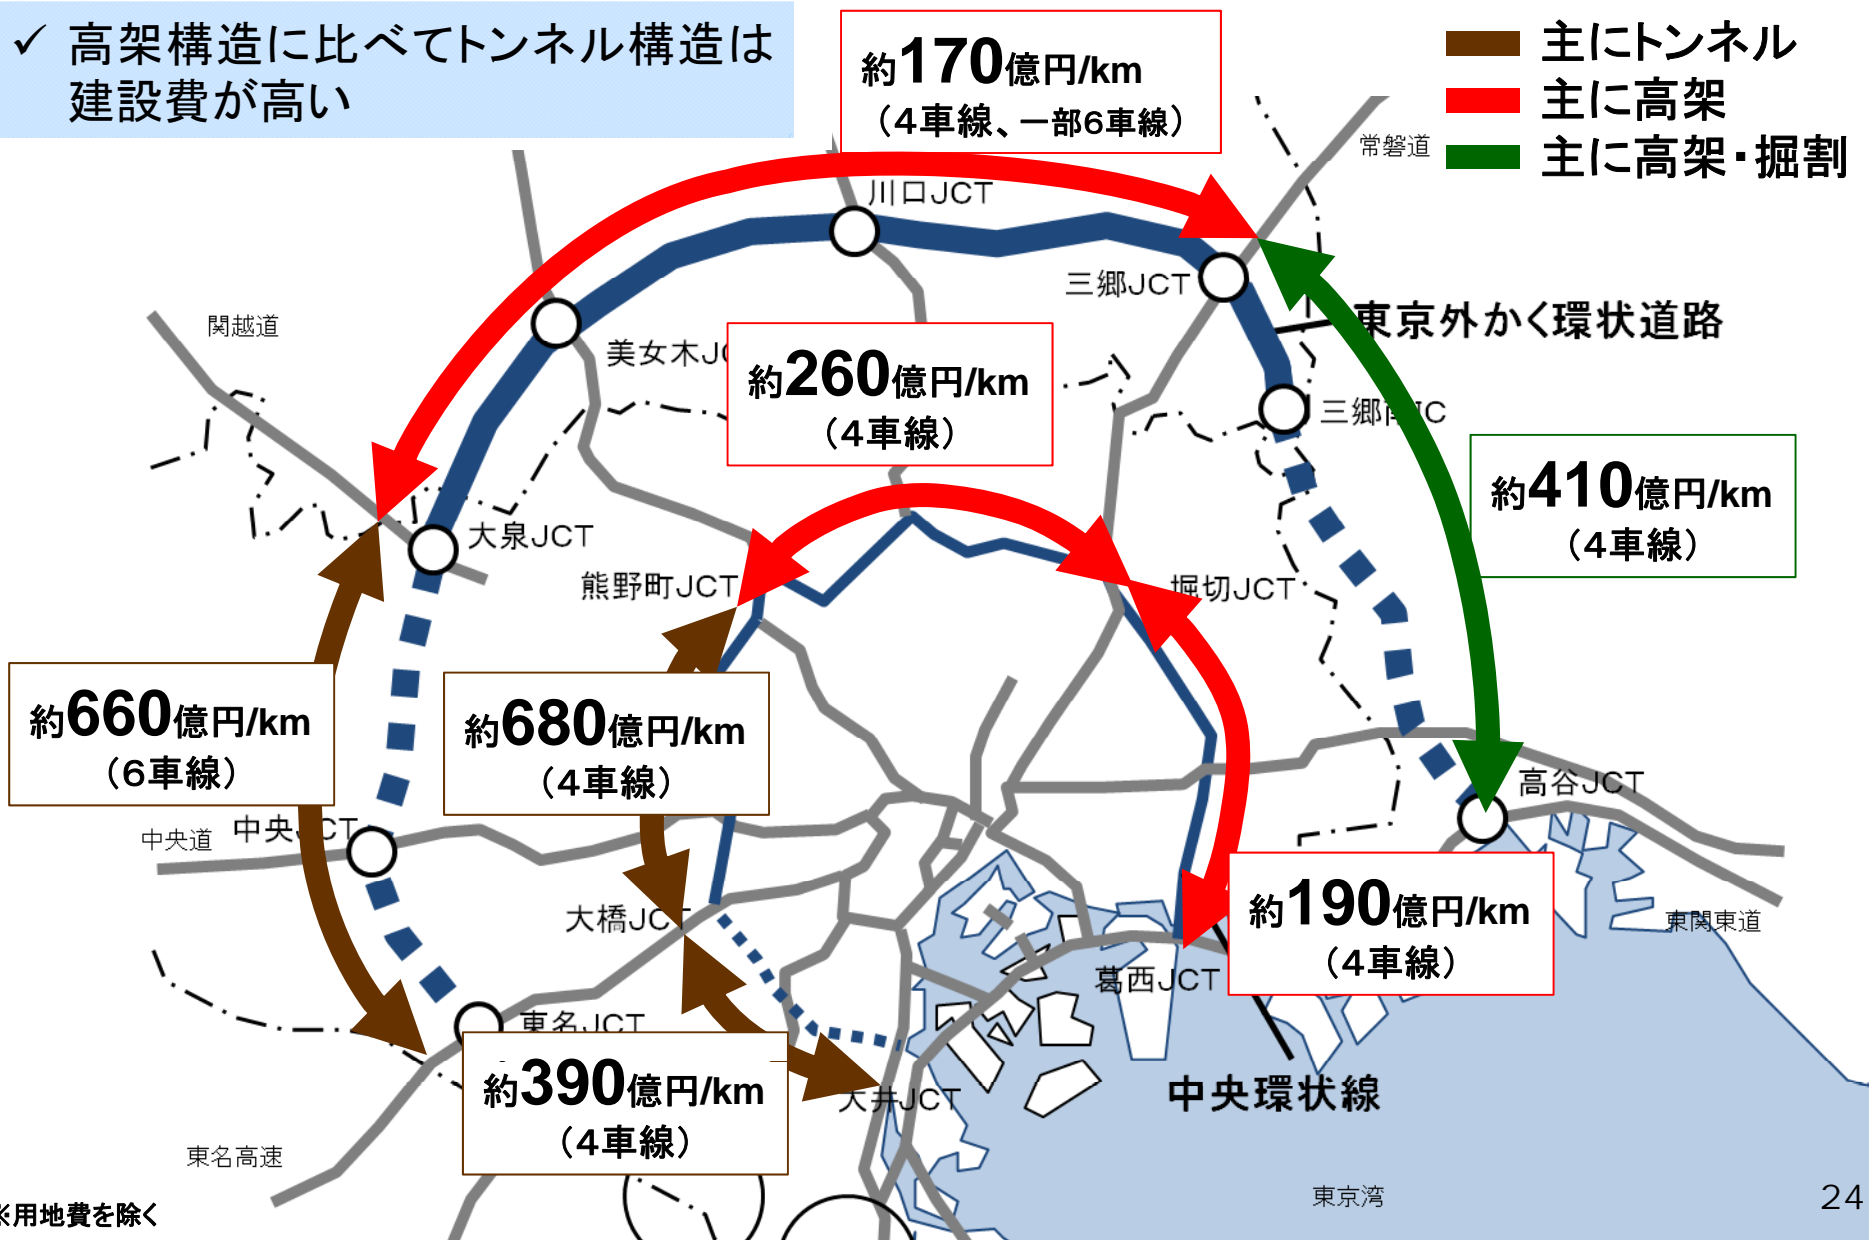 ✓ 高架構造に比べてトンネル構造は
建設費が高い
約170億円/km
（4車線、一部6車線）
主にトンネル
主に高架
主に高架・掘割
常磐道
川口JCT
三郷JCT
東京外かく環状道路
関越道
美女木JC
約260億円/km
（4車線）
三郷南IC
約410億円/km
（4車線）
大泉JCT
熊野町JCT
堀切JCT
約660億円/km
（6車線）
約680億円/km
（4車線）
高谷JCT
中央道
中央JCT
大橋JCT
約190億円/km
（4車線）
東関東道
葛西JCT
東名JCT
約390億円/km
（4車線）
大井JCT
中央環状線
東名高速
東京湾
※用地費を除く
24